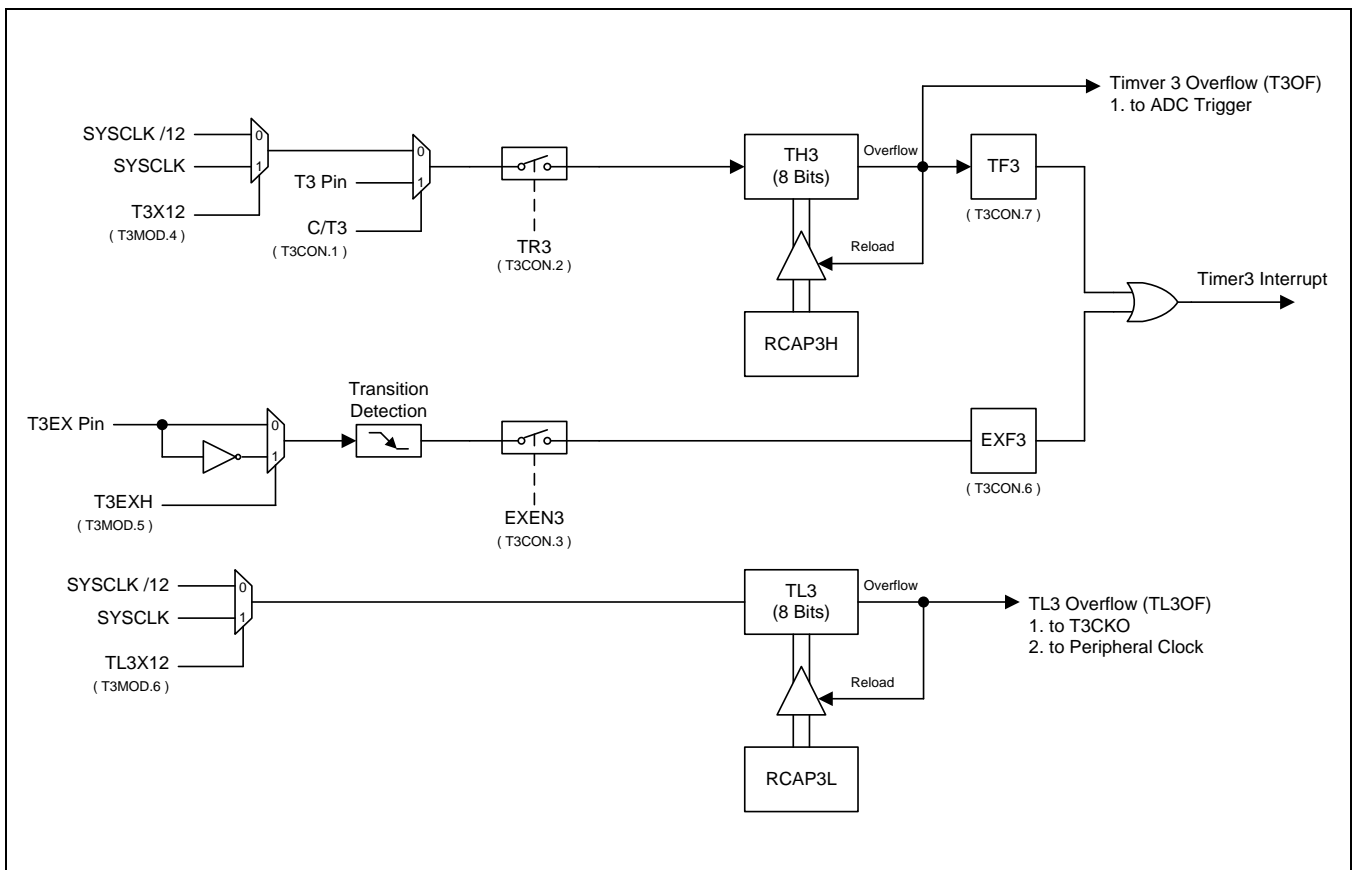 Timver 3 Overflow (T3OF)
1. to ADC Trigger
SYSCLK /12
0
SYSCLK
1
0
T3 Pin
1
T3X12
( T3MOD.4 )
C/T3
( T3CON.1 )
TR3
( T3CON.2 )
TH3
(8 Bits)
Overflow
TF3
( T3CON.7 )
Reload
RCAP3H
Timer3 Interrupt
T3EX Pin
0
1
Transition
Detection
T3EXH
( T3MOD.5 )
EXEN3
( T3CON.3 )
EXF3
( T3CON.6 )
SYSCLK /12
0
SYSCLK
1
TL3X12
( T3MOD.6 )
TL3
(8 Bits)
Overflow
TL3 Overflow (TL3OF)
1. to T3CKO
2. to Peripheral Clock
Reload
RCAP3L